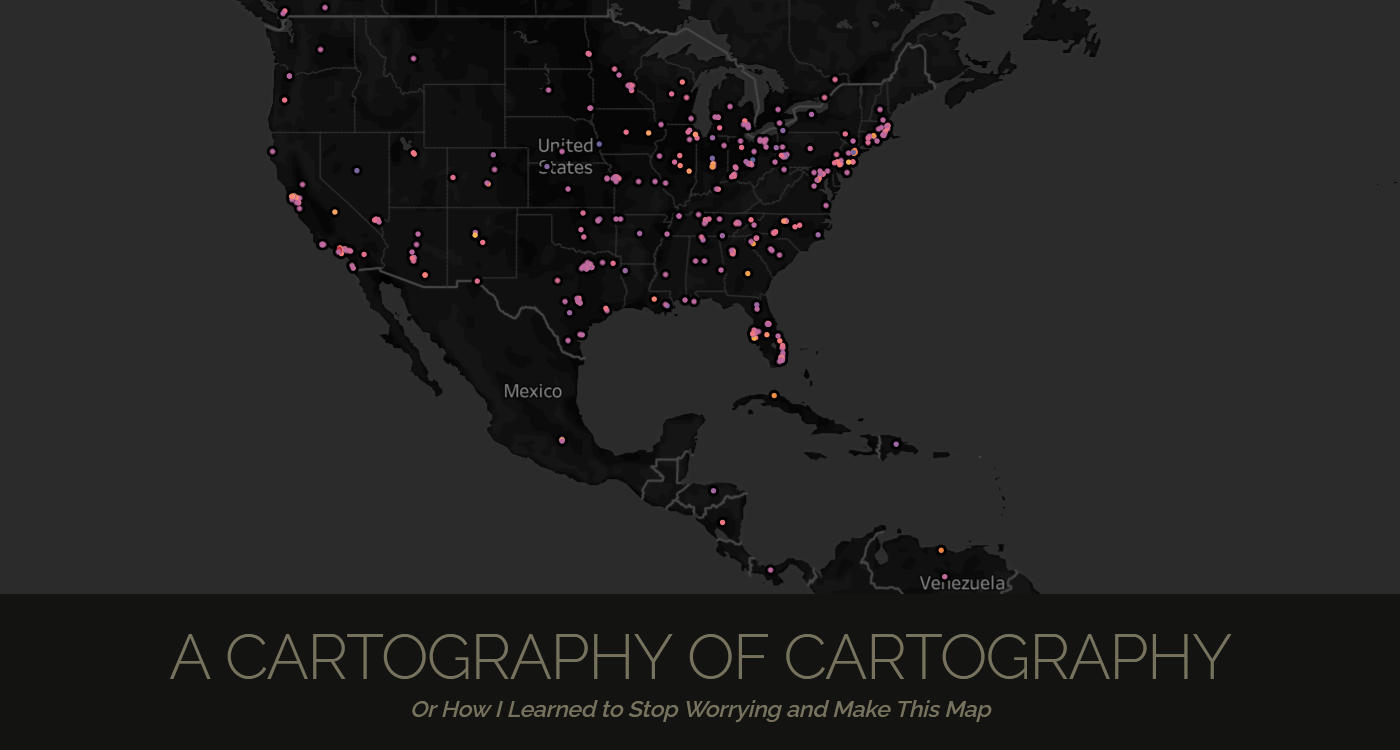 United
States
Mexico
Venezuela
A CARTOGRAPHY OF CARTOGRAPHY
Or How I Learned to Stop Worrying and Make This Map